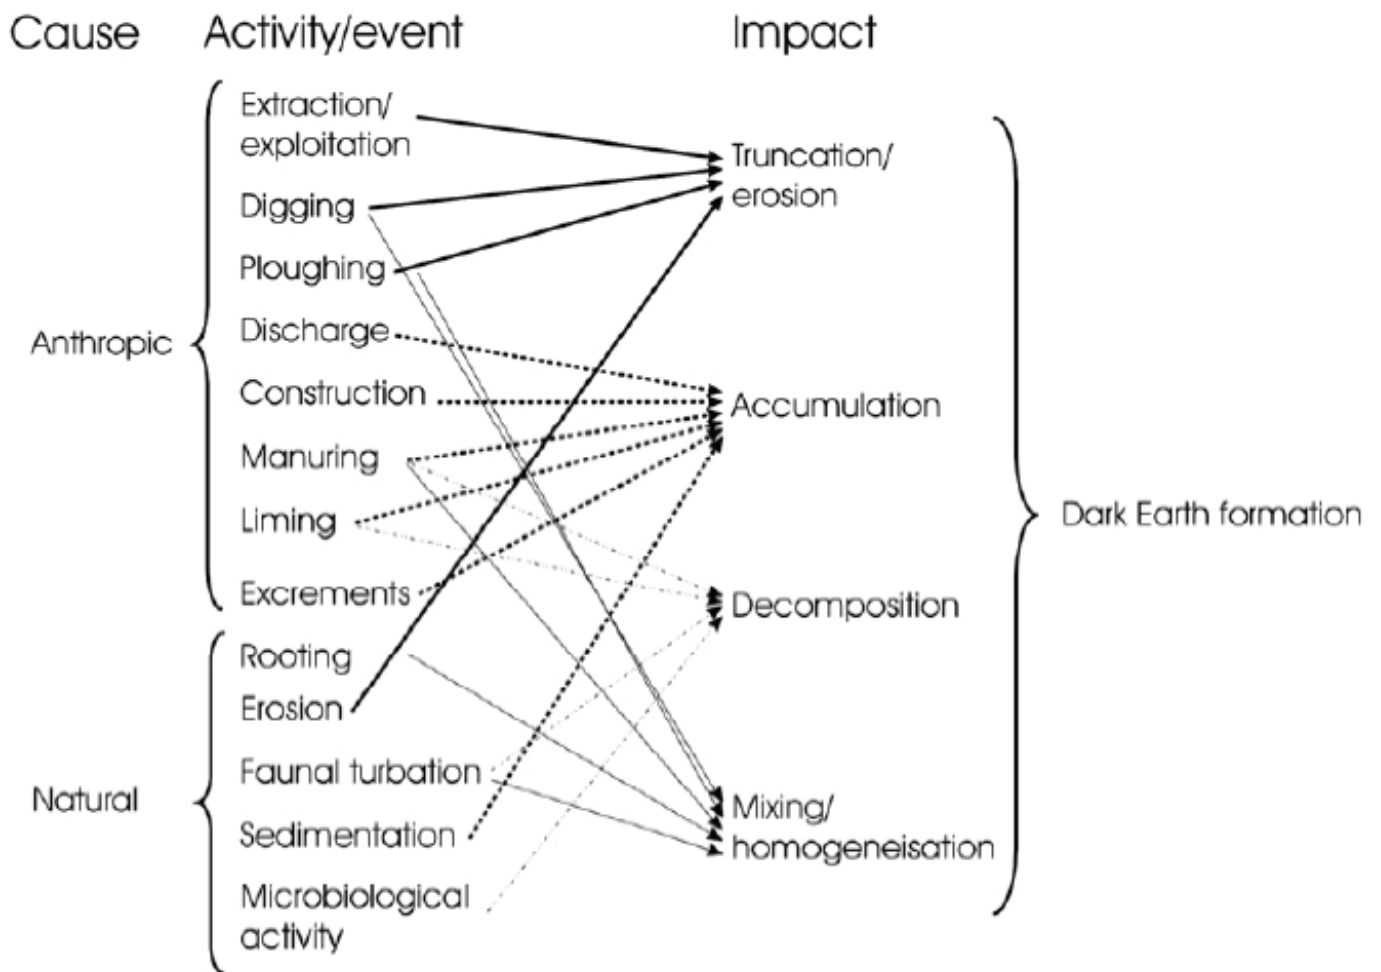 Cause Activity/event Impact
Extraction/
exploitation
Digging
Ploughing
Discharge
Construction
Manuring
Liming
Excrements
Anthropic
Rooting
Erosion
Faunal turbation
Sedimentation
Microbiological
activity
Natural
Truncation/
erosion
Accumulation
Decomposition
Mixing/
homogeneisation
Dark Earth formation